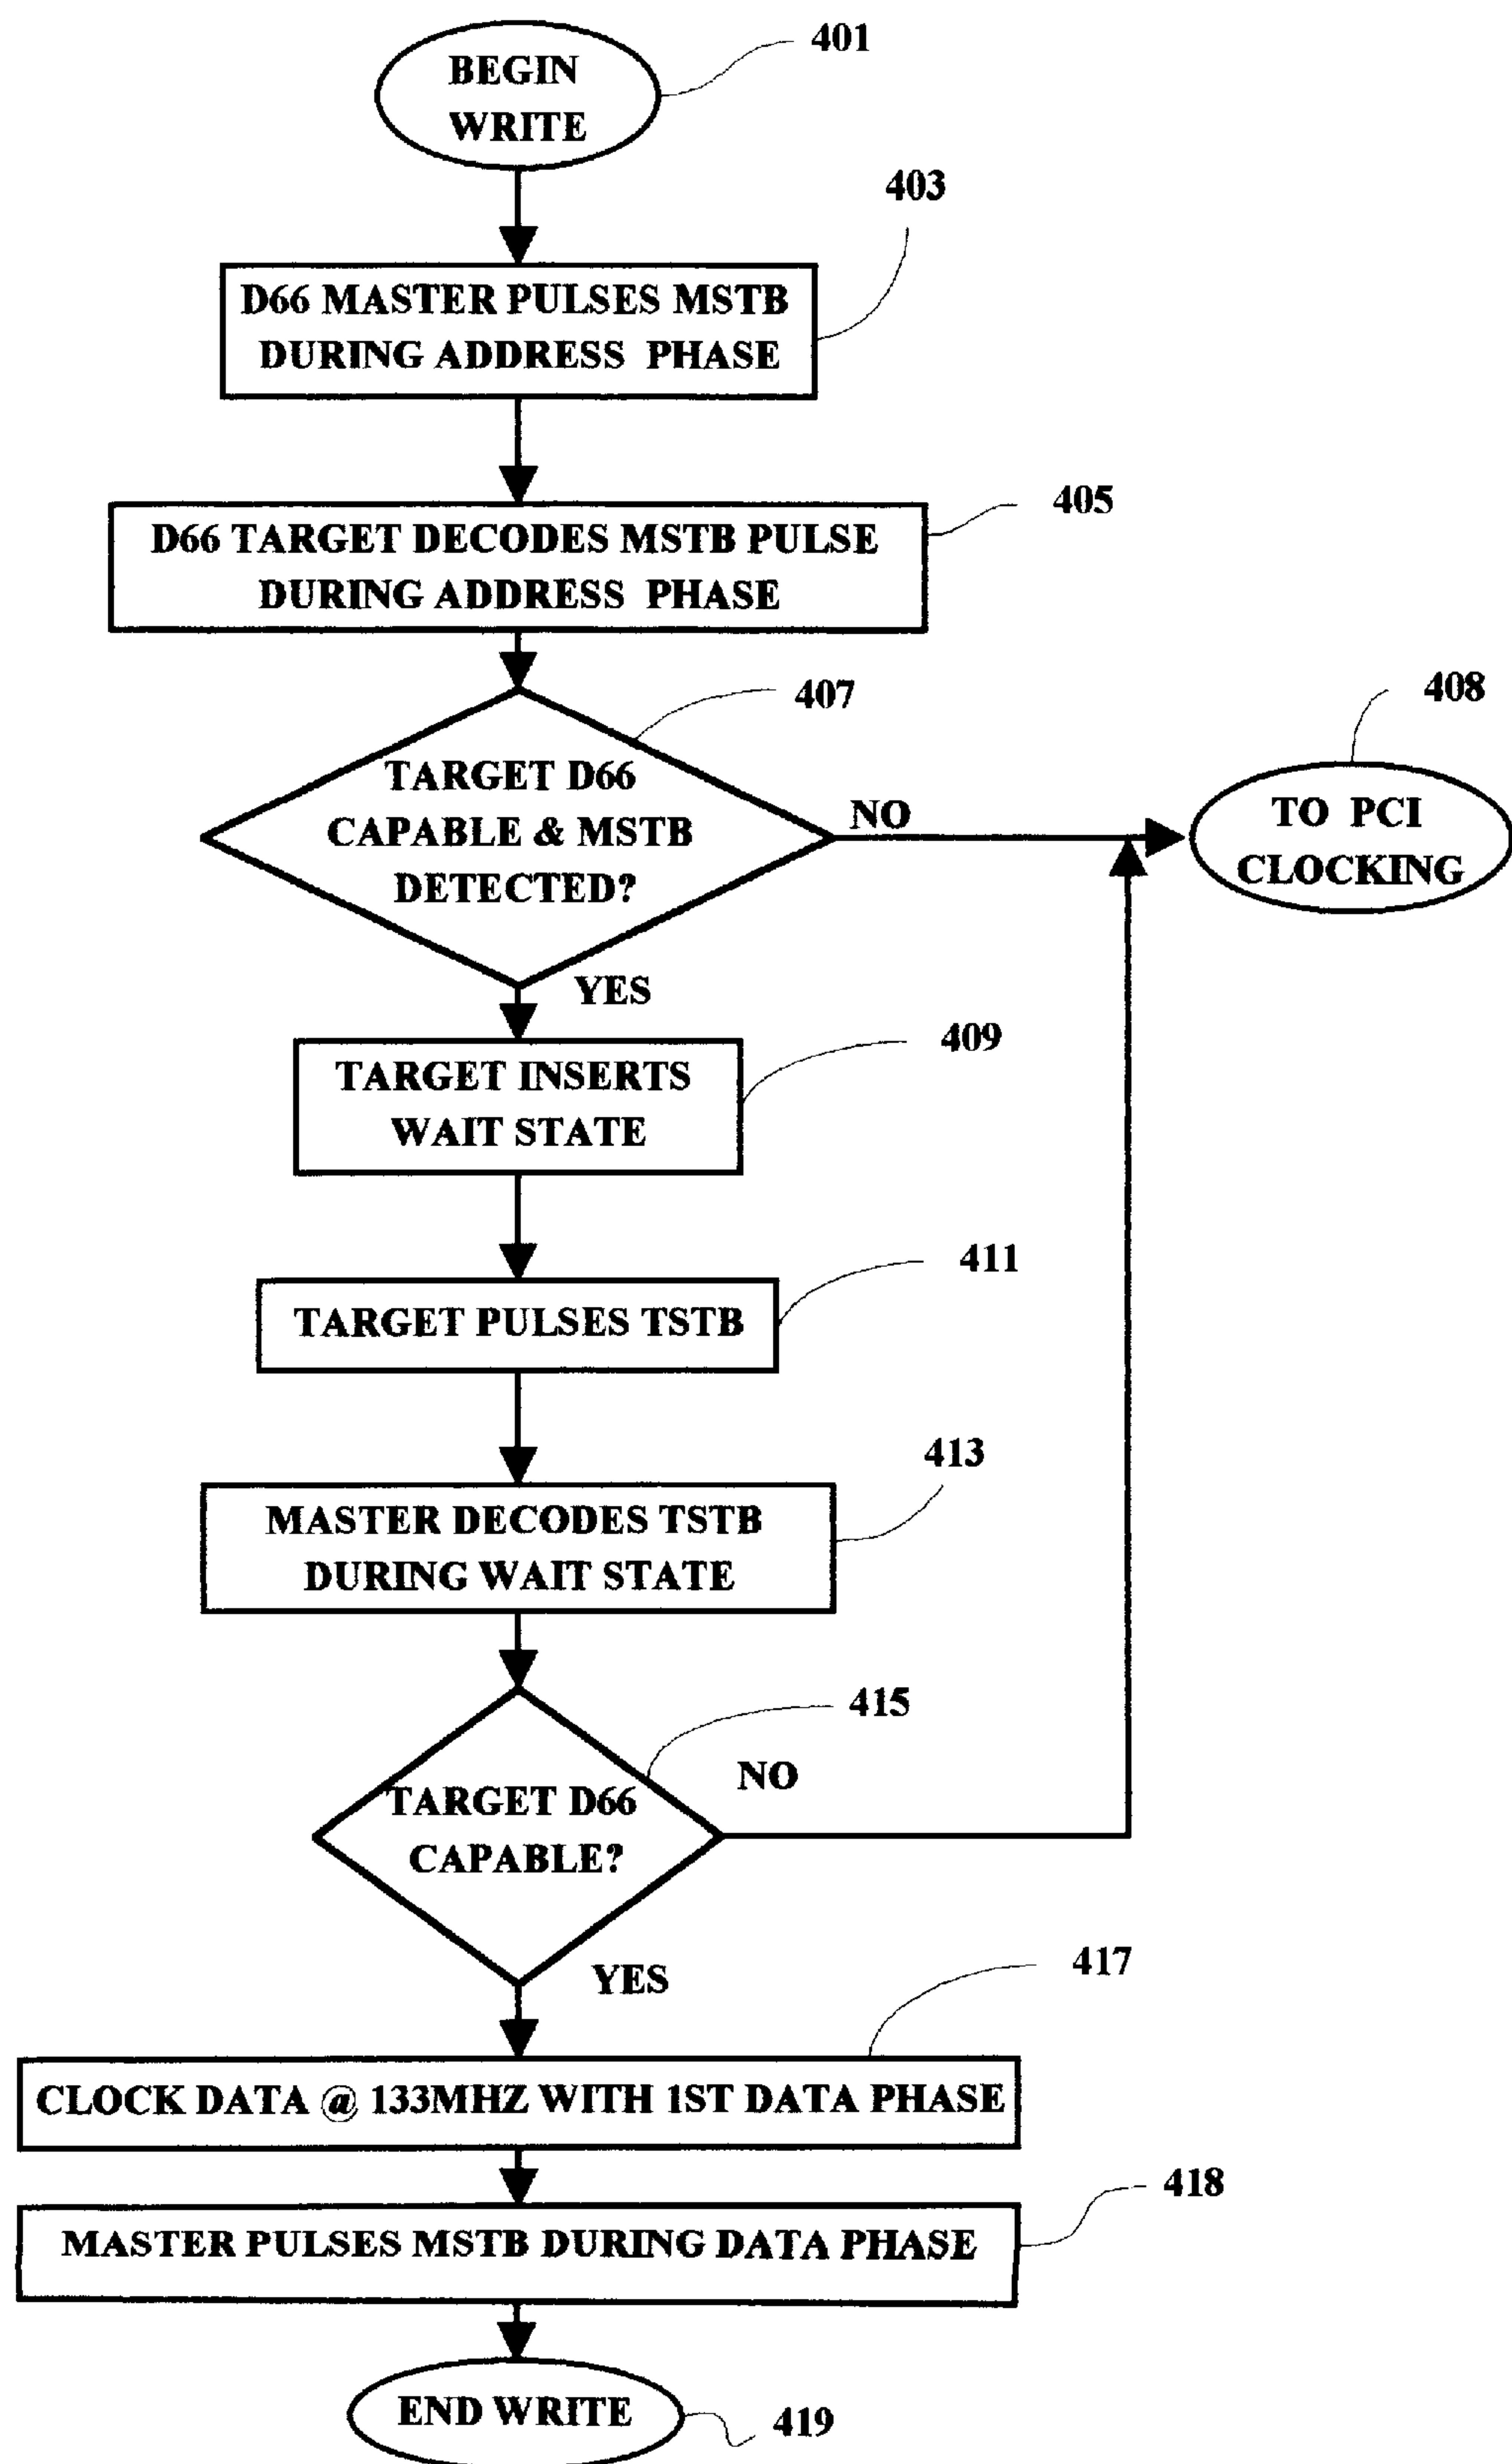 401
BEGIN
WRITE
403
D66 MASTER PULSES MSTB
DURING ADDRESS PHASE
405
D66 TARGET DECODES MSTB PULSE
DURING ADDRESS PHASE
407
408
TARGET D66
CAPABLE & MSTB
DETECTED?
NO
TO PCI
CLOCKING
YES
409
TARGET INSERTS
WAIT STATE
411
TARGET PULSES TSTB
413
MASTER DECODES TSTB
DURING WAIT STATE
415
NO
TARGET D66
CAPABLE?
YES
417
CLOCK DATA @ 133MHZ WITH 1ST DATA PHASE
418
MASTER PULSES MSTB DURING DATA PHASE
END WRITE
419